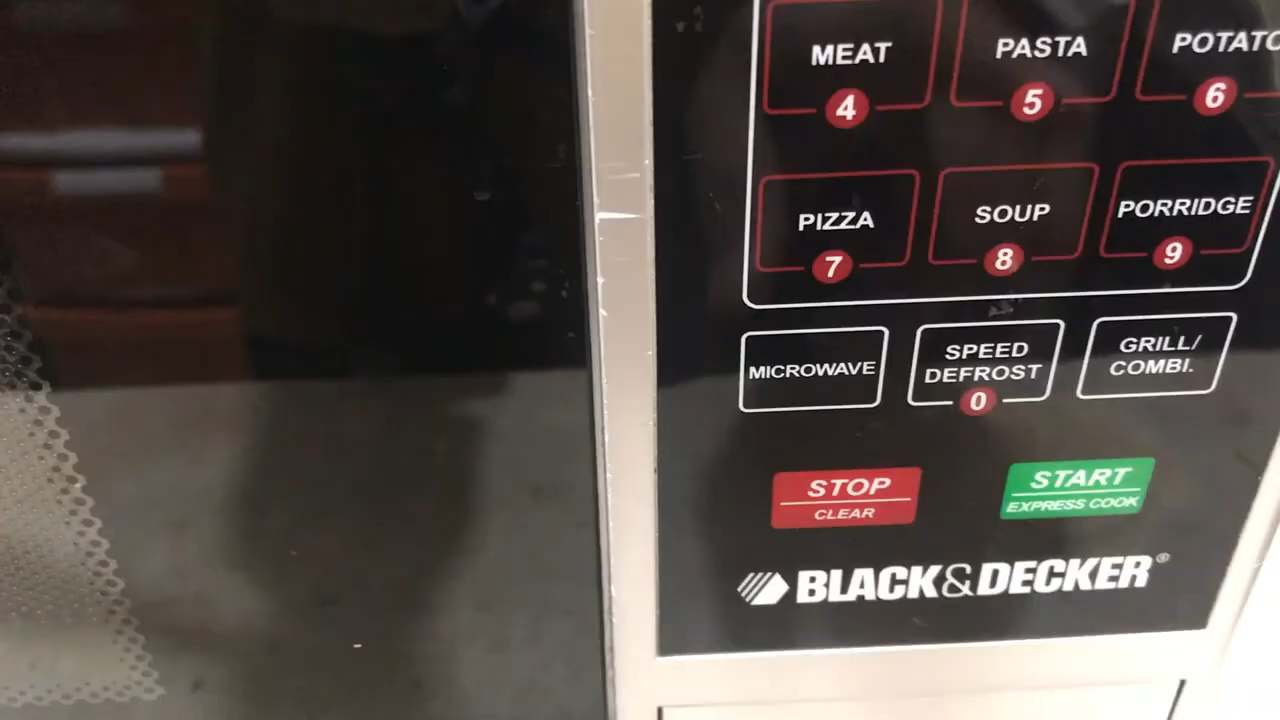 MEAT PASTA
4 5 6
PIZZA SOUP PORRIDGE
7 8 9
MICROWAVE SPEED DEFROST GRILL/COMBI.
0
STOP START
CLEAR EXPRESS COOK
BLACK&DECKER®